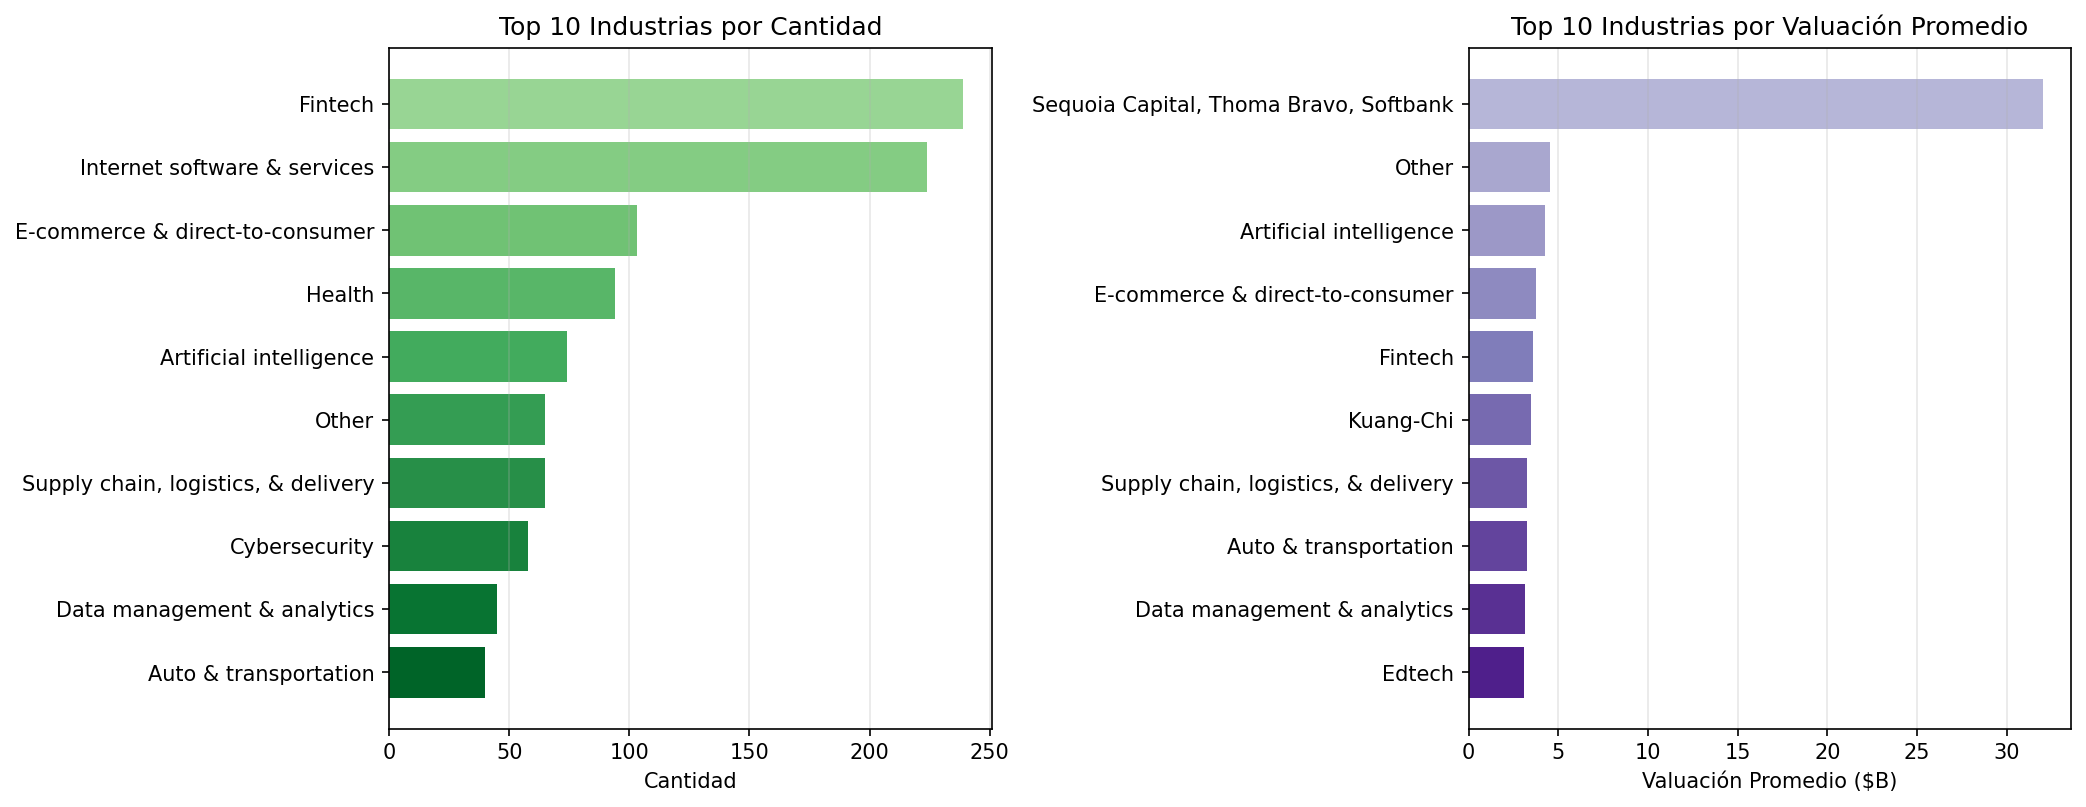 Top 10 Industrias por Cantidad
Fintech
Internet software & services
E-commerce & direct-to-consumer
Health
Artificial intelligence
Other
Supply chain, logistics, & delivery
Cybersecurity
Data management & analytics
Auto & transportation
0 50 100 150 200 250
Cantidad
Top 10 Industrias por Valuación Promedio
Sequoia Capital, Thoma Bravo, Softbank
Other
Artificial intelligence
E-commerce & direct-to-consumer
Fintech
Kuang-Chi
Supply chain, logistics, & delivery
Auto & transportation
Data management & analytics
Edtech
0 5 10 15 20 25 30
Valuación Promedio ($B)